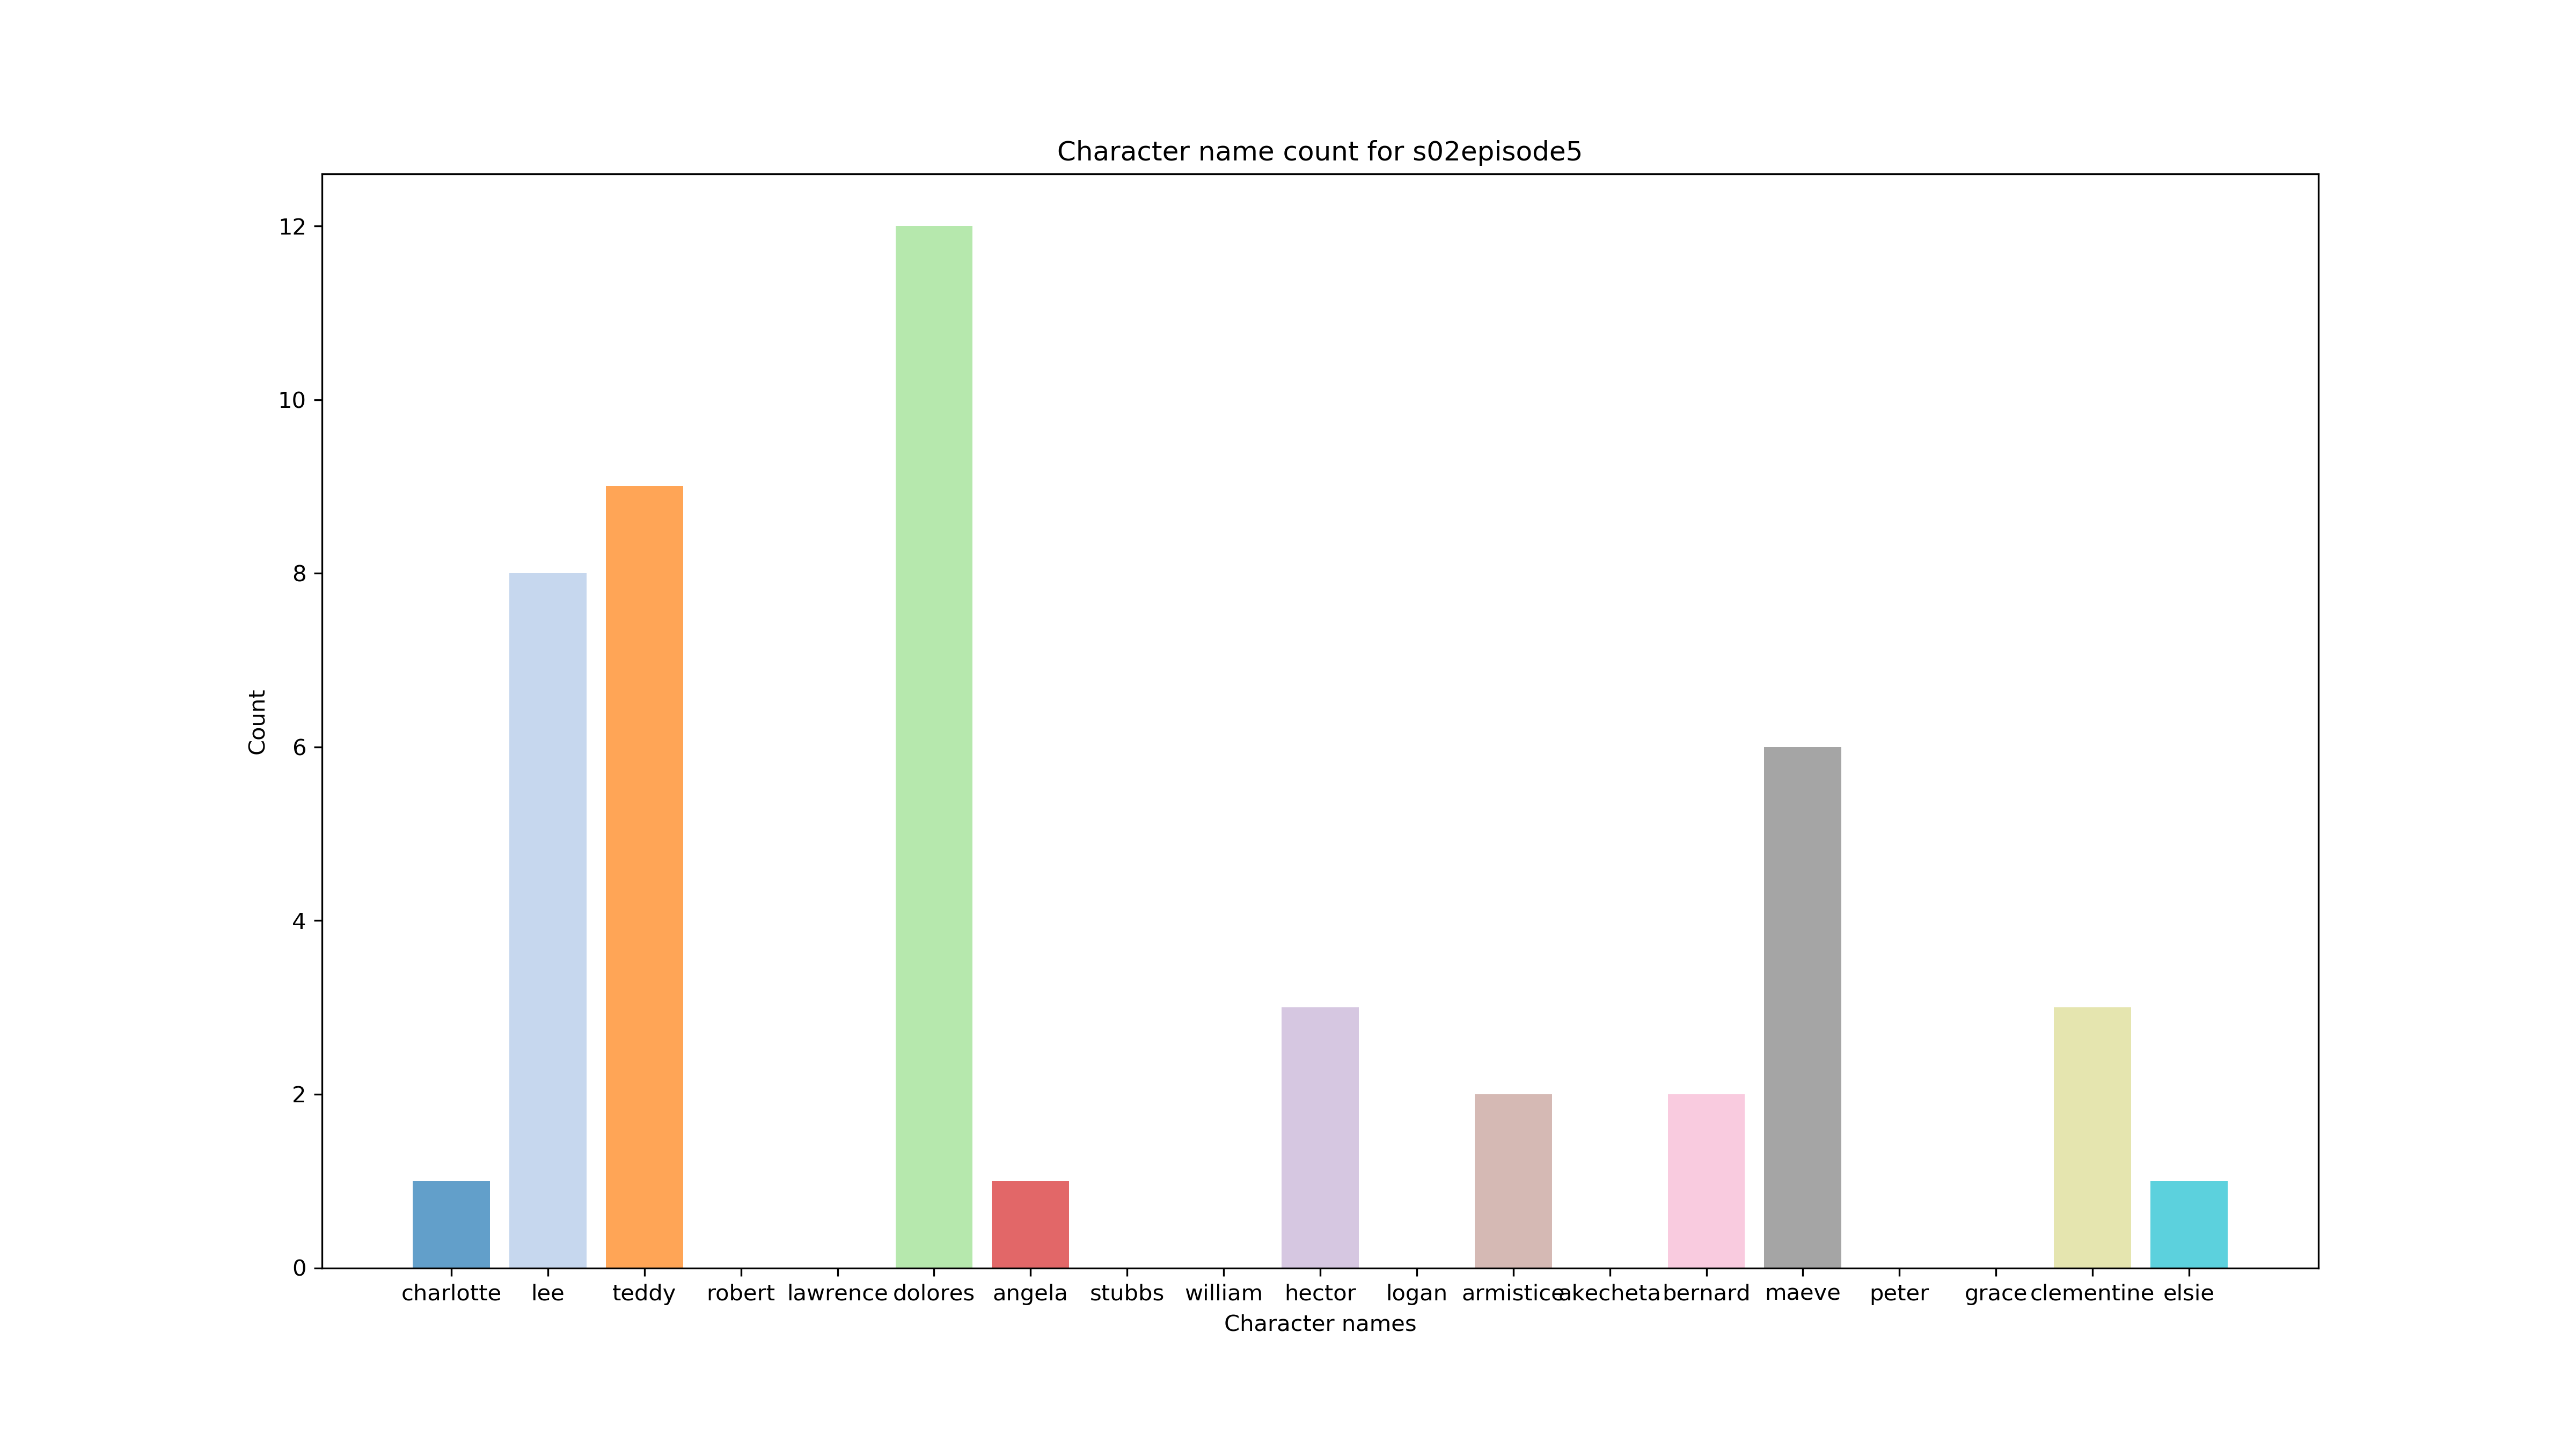 Character name count for s02episode5
12
10
8
6
4
2
0
Count
charlotte lee teddy robert lawrence dolores angela stubbs william hector logan armistice akecheta bernard maeve peter grace clementine elsie
Character names